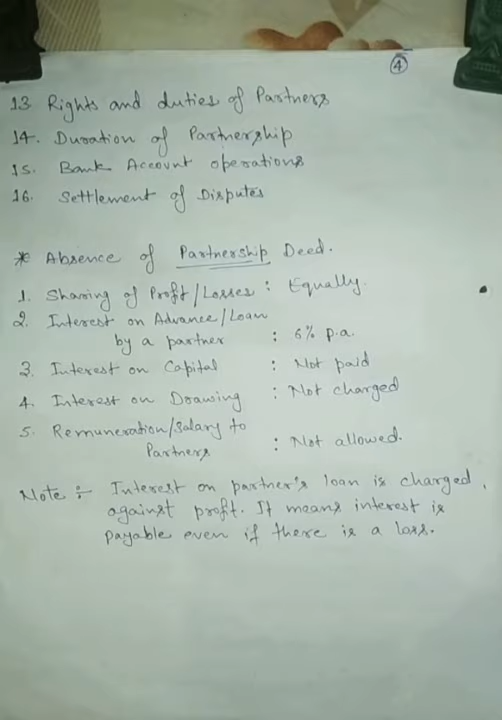 ④
13 Rights and duties of Partners
14. Duration of Partnership
15. Bank Account operations
16. Settlement of Disputes
* Absence of Partnership Deed.
1. Sharing of Profit/Losses : Equally.
2. Interest on Advance/Loan
by a partner : 6% p.a.
3. Interest on Capital : Not paid
4. Interest on Drawing : Not charged
5. Remuneration/Salary to
Partners : Not allowed.
Note :- Interest on partner's loan is charged
against profit. It means interest is
payable even if there is a loss.